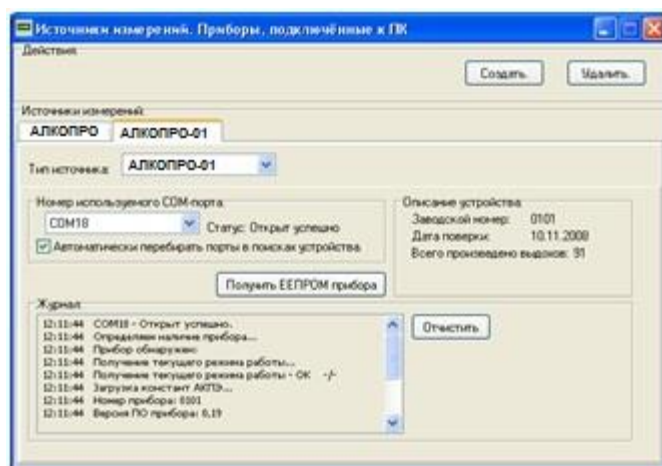 Источники измерений. Приборы, подключённые к ПК
Действия
Создать
Удалить
Источники измерений
АЛКОПРО
АЛКОПРО-01
Тип источника:
АЛКОПРО-01
Номер используемого COM-порта
COM18
Статус: Открыт успешно
Автоматически перебирать порты в поисках устройства
Описание устройства
Заводской номер: 0101
Дата поверки: 10.11.2008
Всего произведено выдохов: 91
Получить ЕЕПРОМ прибора
Журнал
12:11:44 COM18 - Открыт успешно.
12:11:44 Определяем наличие прибора...
12:11:44 Прибор обнаружен
12:11:44 Получение текущего режима работы...
12:11:44 Получение текущего режима работы - ОК -/-
12:11:44 Загрузка констант АКПЭ...
12:11:44 Номер прибора: 0101
12:11:44 Версия ПО прибора: 0,19
Отчистить